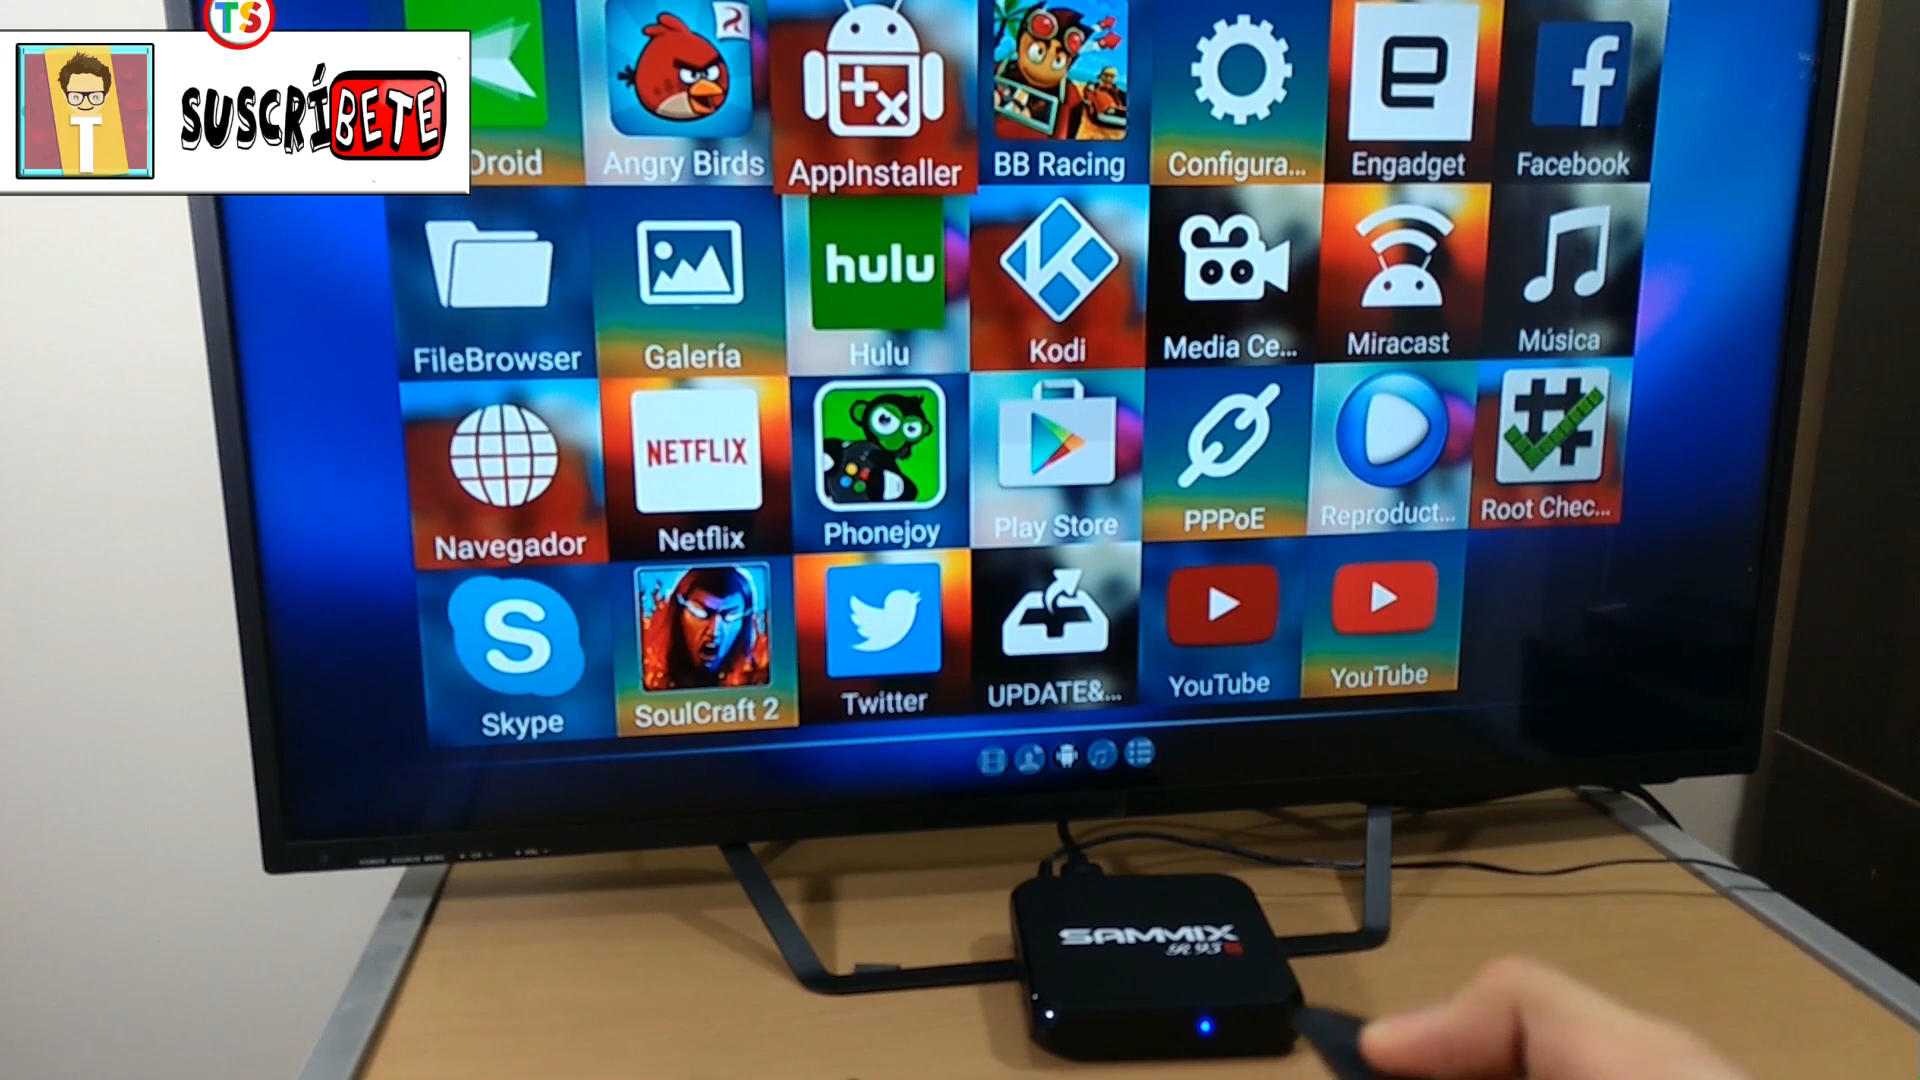 TS
T
SUSCRÍBETE
Droid
Angry Birds
AppInstaller
BB Racing
Configura...
Engadget
Facebook
hulu
FileBrowser
Galería
Hulu
Kodi
Media Ce...
Miracast
Música
NETFLIX
Navegador
Netflix
Phonejoy
Play Store
PPPoE
Reproduct...
Root Chec...
S
Skype
SoulCraft 2
Twitter
UPDATE&...
YouTube
YouTube
SAMMIX
R93